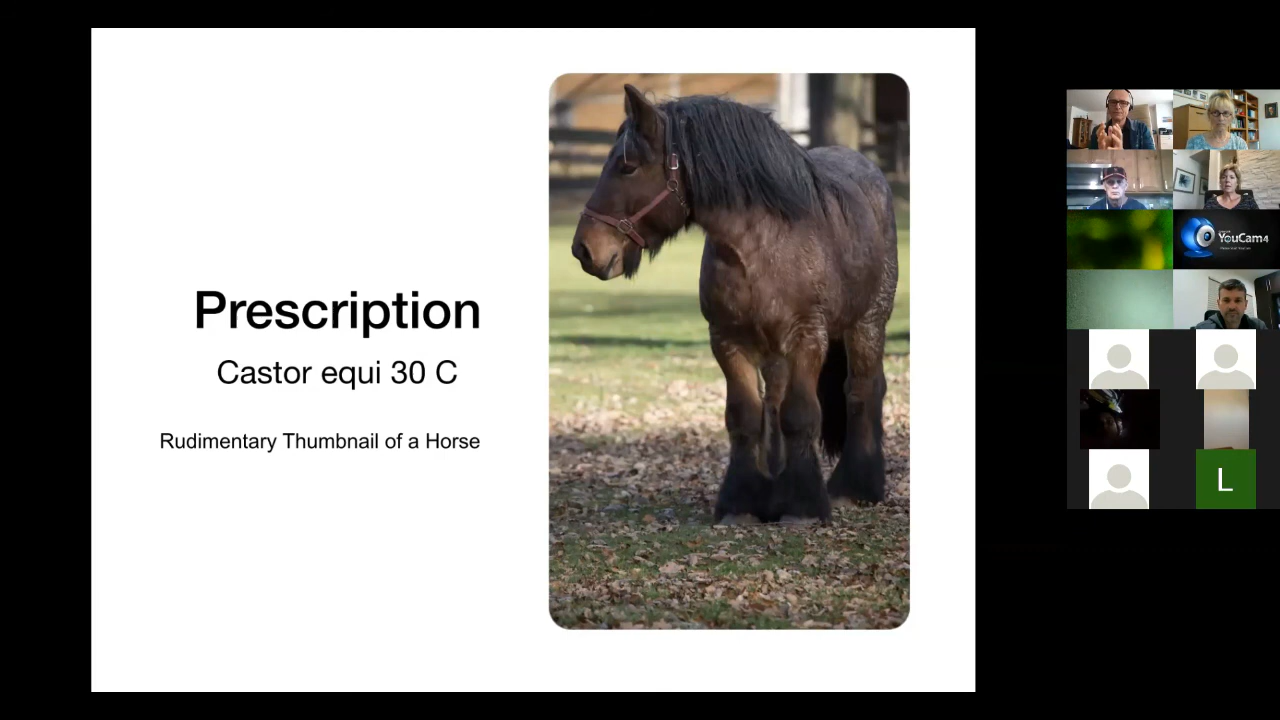 Prescription
Castor equi 30 C
Rudimentary Thumbnail of a Horse
YouCam4
L